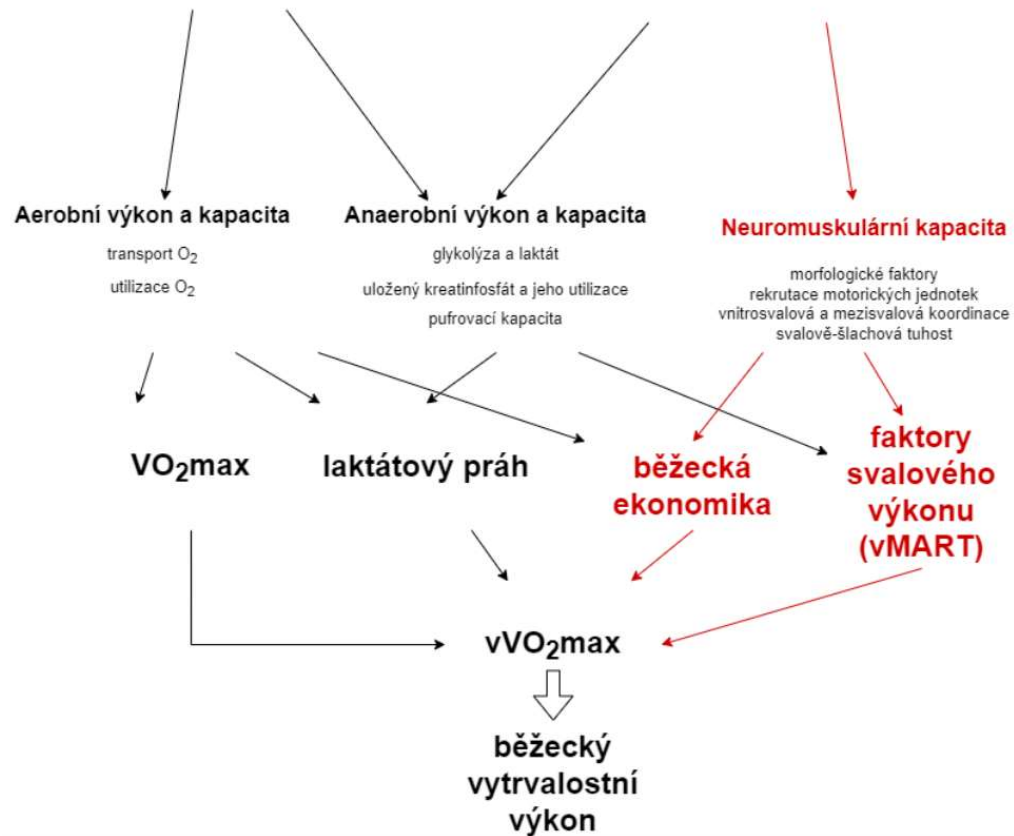 Aerobní výkon a kapacita
transport O₂
utilizace O₂
Anaerobní výkon a kapacita
glykolýza a laktát
uložený kreatinfosfát a jeho utilizace
pufrovací kapacita
Neuromuskulární kapacita
morfologické faktory
rekrutace motorických jednotek
vnitrosvalová a mezisvalová koordinace
svalově-šlachová tuhost
VO₂max
laktátový práh
běžecká
ekonomika
faktory
svalového
výkonu
(vMART)
vVO₂max
běžecký
vytrvalostní
výkon